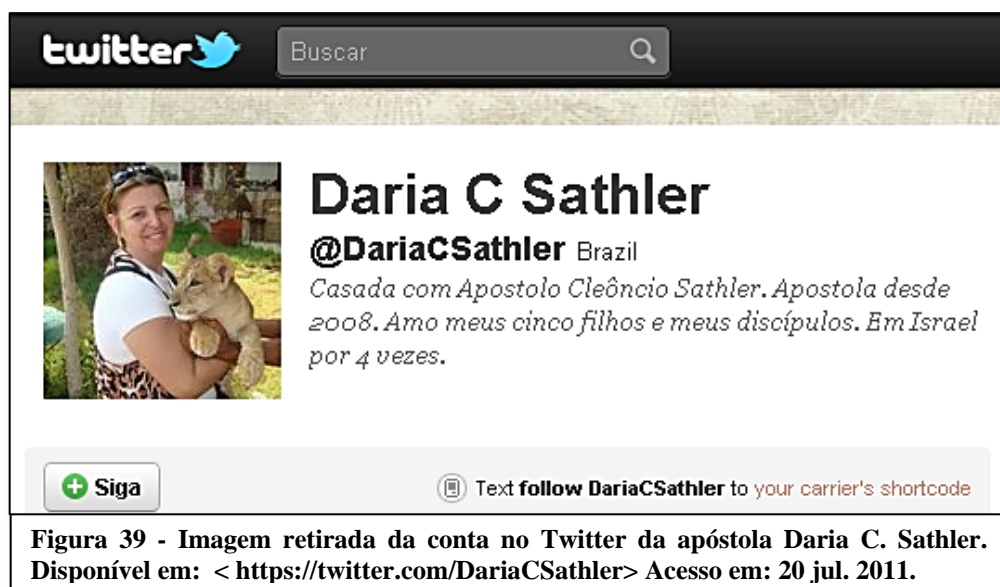 twitter
Buscar
Daria C Sathler
@DariaCSathler Brazil
Casada com Apostolo Cleôncio Sathler. Apostola desde
2008. Amo meus cinco filhos e meus discípulos. Em Israel
por 4 vezes.
Siga
Text follow DariaCSathler to your carrier's shortcode
Figura 39 - Imagem retirada da conta no Twitter da apóstola Daria C. Sathler.
Disponível em: < https://twitter.com/DariaCSathler> Acesso em: 20 jul. 2011.